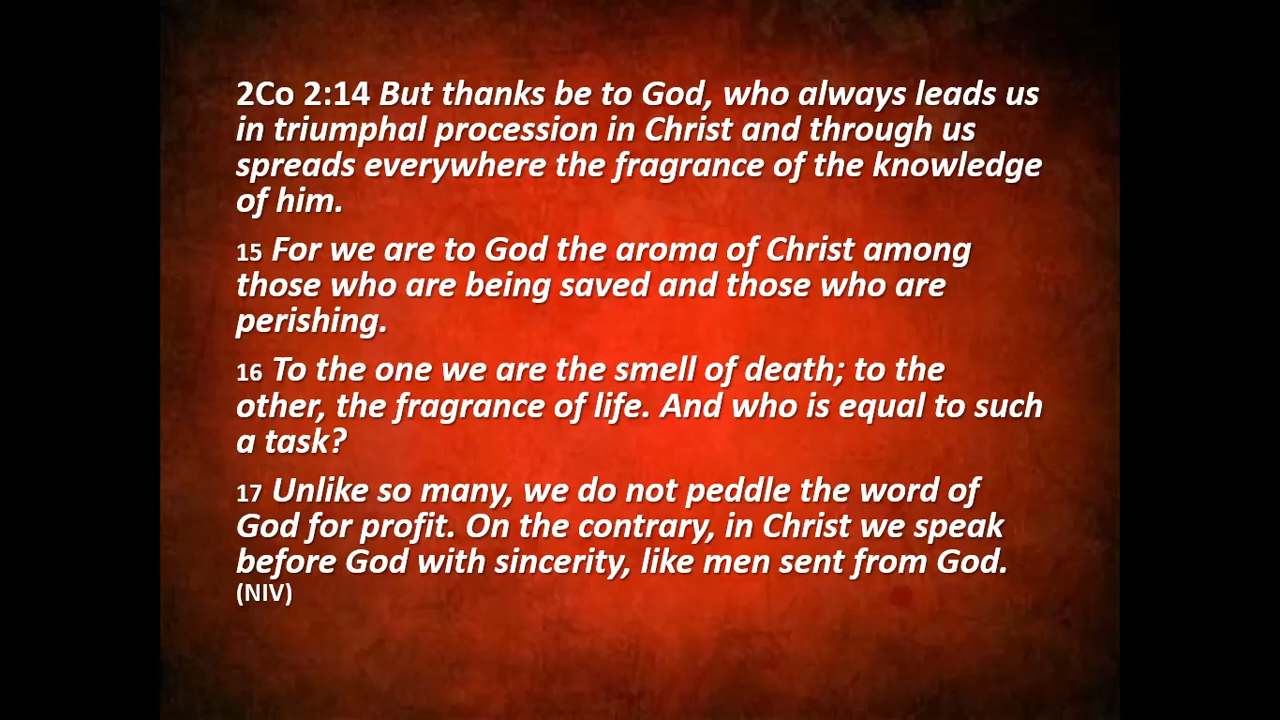 2Co 2:14 But thanks be to God, who always leads us
in triumphal procession in Christ and through us
spreads everywhere the fragrance of the knowledge
of him.
15 For we are to God the aroma of Christ among
those who are being saved and those who are
perishing.
16 To the one we are the smell of death; to the
other, the fragrance of life. And who is equal to such
a task?
17 Unlike so many, we do not peddle the word of
God for profit. On the contrary, in Christ we speak
before God with sincerity, like men sent from God.
(NIV)